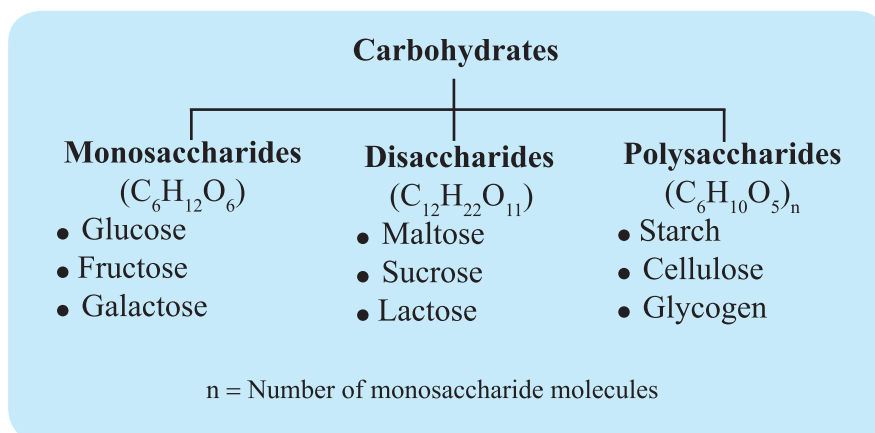 Carbohydrates
Monosaccharides
(C₆H₁₂O₆)
• Glucose
• Fructose
• Galactose
Disaccharides
(C₁₂H₂₂O₁₁)
• Maltose
• Sucrose
• Lactose
Polysaccharides
(C₆H₁₀O₅)ₙ
• Starch
• Cellulose
• Glycogen
n = Number of monosaccharide molecules